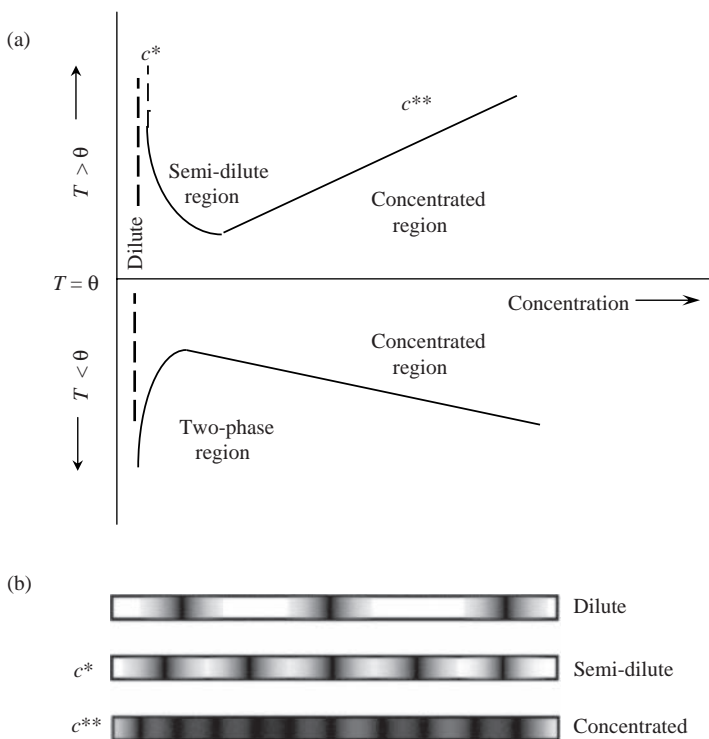 (a)
c*
c**
T > θ
Semi-dilute
region
Concentrated
region
Dilute
T = θ
Concentration
T < θ
Concentrated
region
Two-phase
region
(b)
Dilute
c*
Semi-dilute
c**
Concentrated